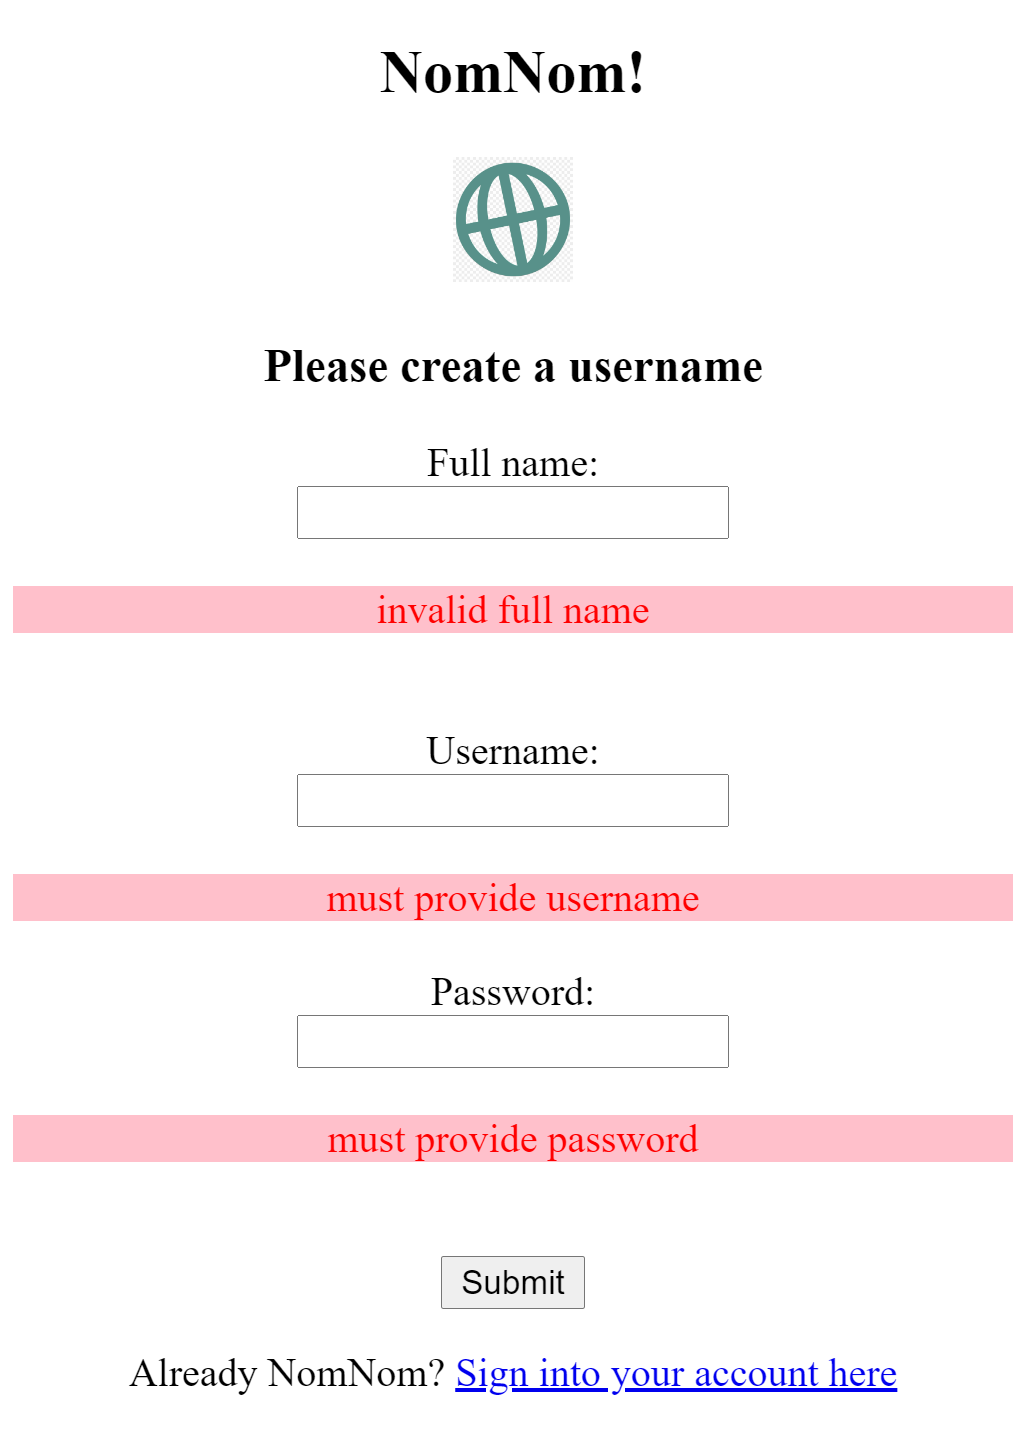 NomNom!
Please create a username
Full name:
invalid full name
Username:
must provide username
Password:
must provide password
Submit
Already NomNom? Sign into your account here